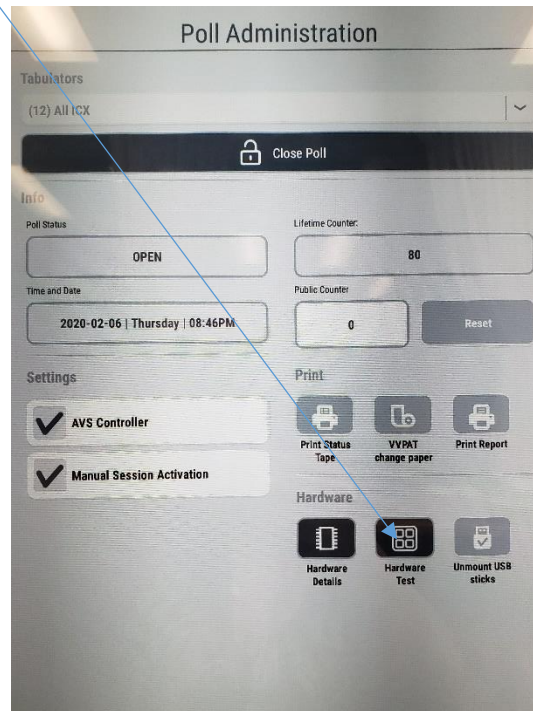 Poll Administration
Tabulators
(12) All ICX
Close Poll
Info
Poll Status
Lifetime Counter:
OPEN
80
Time and Date
Public Counter
2020-02-06 | Thursday | 08:46PM
0
Reset
Settings
Print
AVS Controller
Print Status
Tape
VVPAT
change paper
Print Report
Manual Session Activation
Hardware
Hardware
Details
Hardware
Test
Unmount USB
sticks